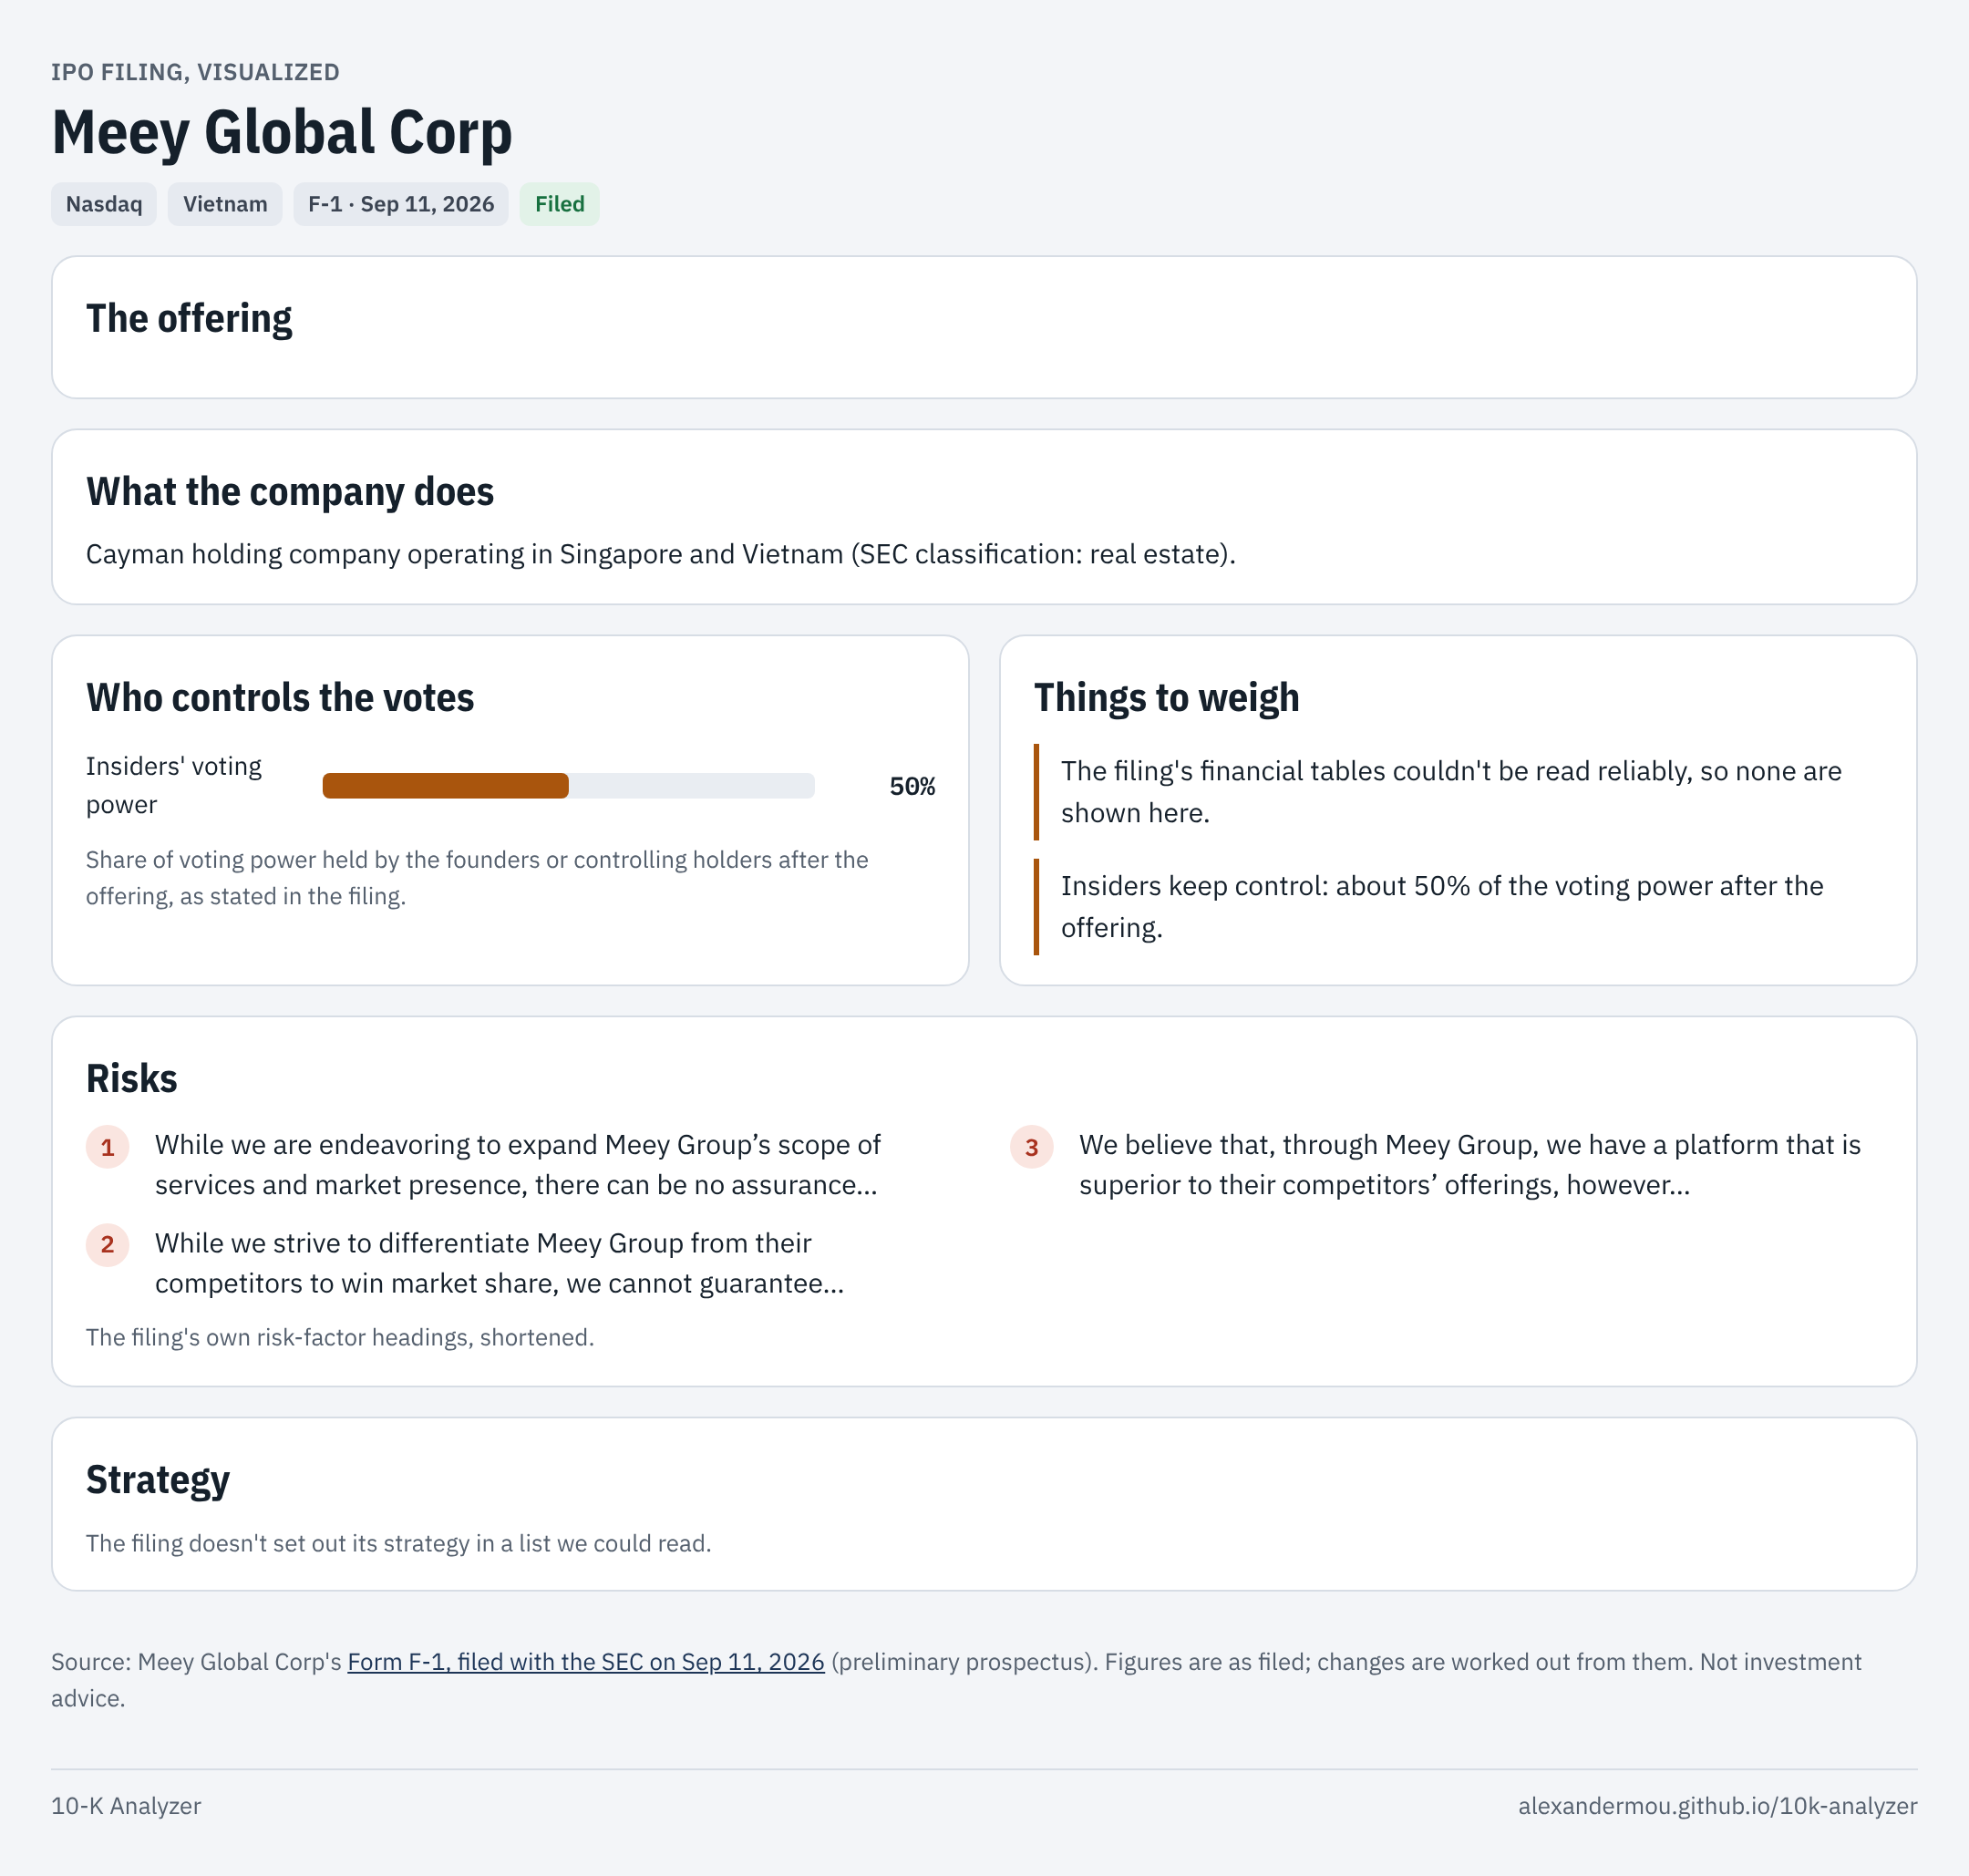 IPO FILING, VISUALIZED
Meey Global Corp
Nasdaq
Vietnam
F-1 · Sep 11, 2026
Filed
The offering
What the company does
Cayman holding company operating in Singapore and Vietnam (SEC classification: real estate).
Who controls the votes
Insiders' voting
power
50%
Share of voting power held by the founders or controlling holders after the
offering, as stated in the filing.
Things to weigh
The filing's financial tables couldn't be read reliably, so none are
shown here.
Insiders keep control: about 50% of the voting power after the
offering.
Risks
1
While we are endeavoring to expand Meey Group’s scope of
services and market presence, there can be no assurance…
2
While we strive to differentiate Meey Group from their
competitors to win market share, we cannot guarantee…
3
We believe that, through Meey Group, we have a platform that is
superior to their competitors’ offerings, however…
The filing's own risk-factor headings, shortened.
Strategy
The filing doesn't set out its strategy in a list we could read.
Source: Meey Global Corp's Form F-1, filed with the SEC on Sep 11, 2026 (preliminary prospectus). Figures are as filed; changes are worked out from them. Not investment
advice.
10-K Analyzer
alexandermou.github.io/10k-analyzer